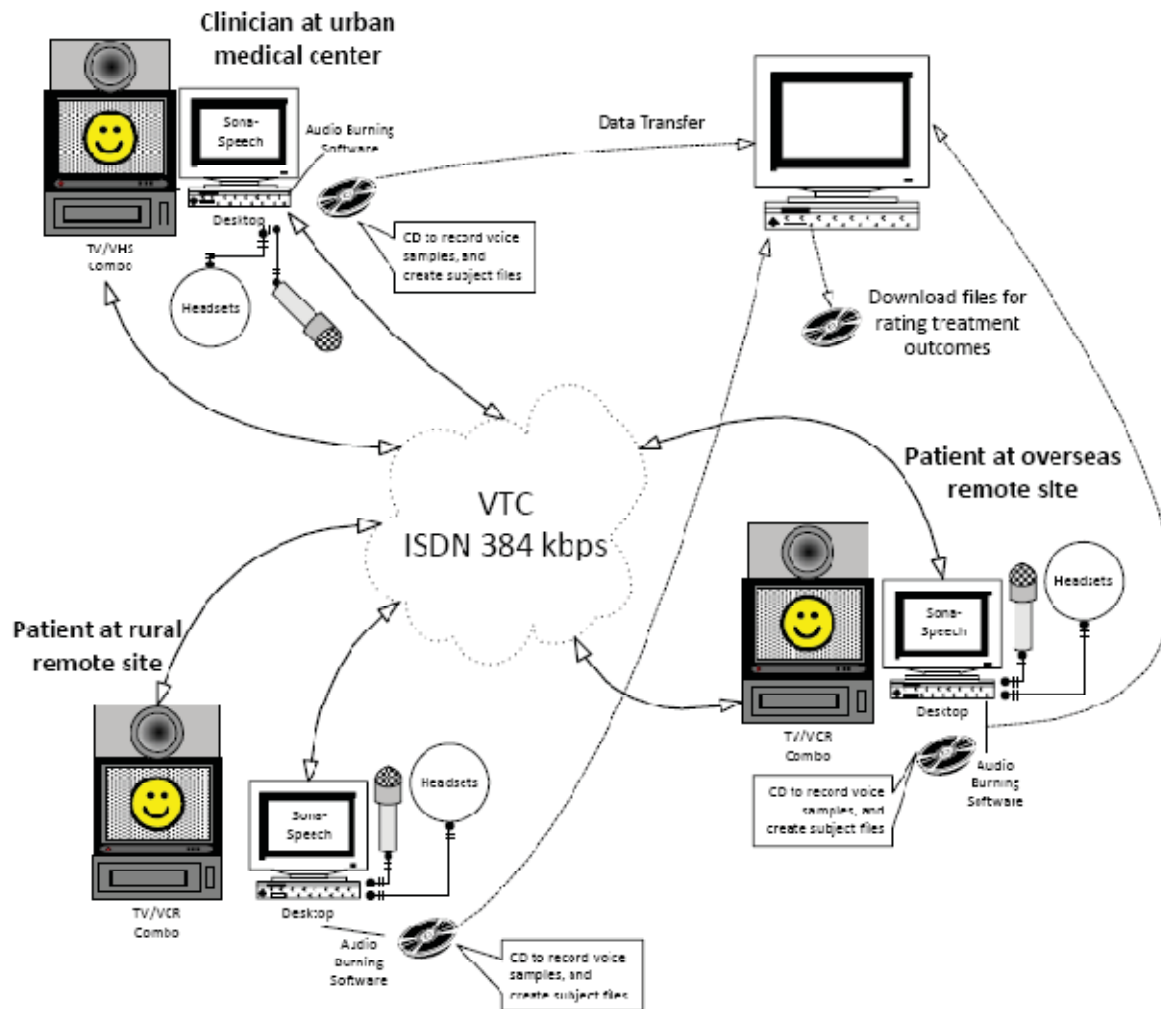 Clinician at urban
medical center
Sona-
Speech
Audio Burning
Software
Data Transfer
Desktop
TV/VHS
Combo
CD to record voice
samples, and
create subject files
Headsets
Download files for
rating treatment
outcomes
VTC
ISDN 384 kbps
Patient at overseas
remote site
Sona-
Speech
Headsets
Desktop
TV/VCR
Combo
Audio
Burning
Software
CD to record voice
samples, and
create subject files
Patient at rural
remote site
Sona-
Speech
Headsets
TV/VCR
Combo
Desktop
Audio
Burning
Software
CD to record voice
samples, and
create subject files